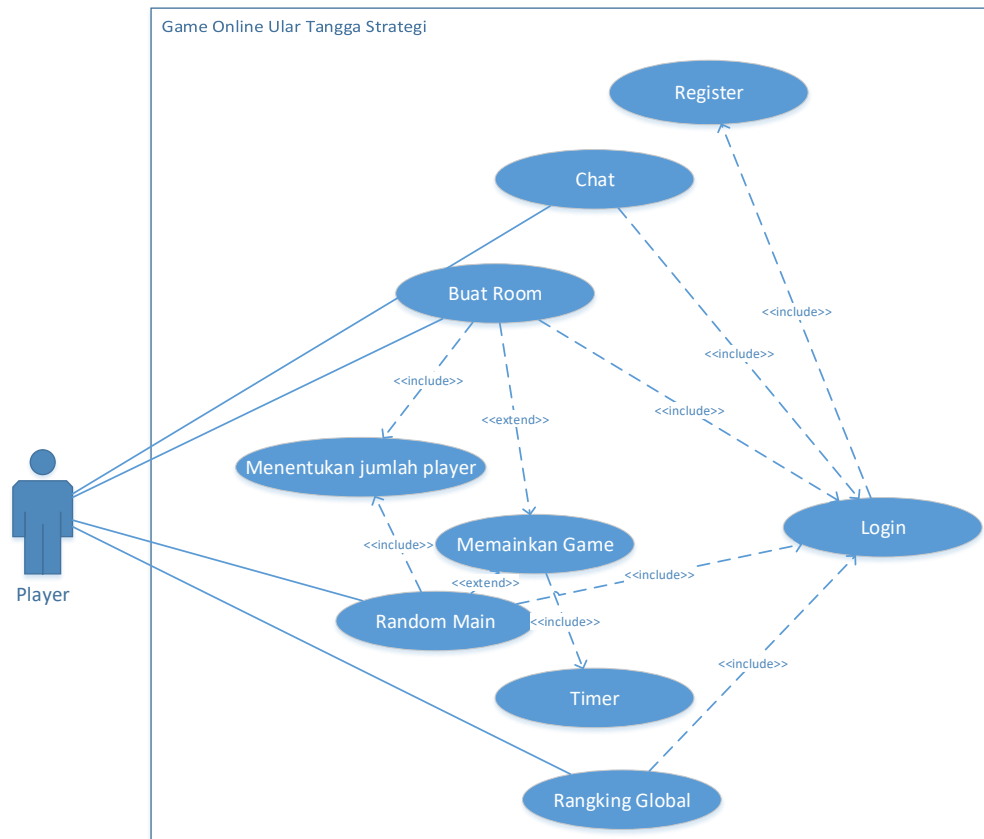 Game Online Ular Tangga Strategi
Register
Chat
Buat Room
<<include>>
<<include>>
<<include>>
<<include>>
<<extend>>
Menentukan jumlah player
Login
Memainkan Game
<<include>>
<<include>>
<<extend>>
Player
Random Main
<<include>>
<<include>>
Timer
Rangking Global